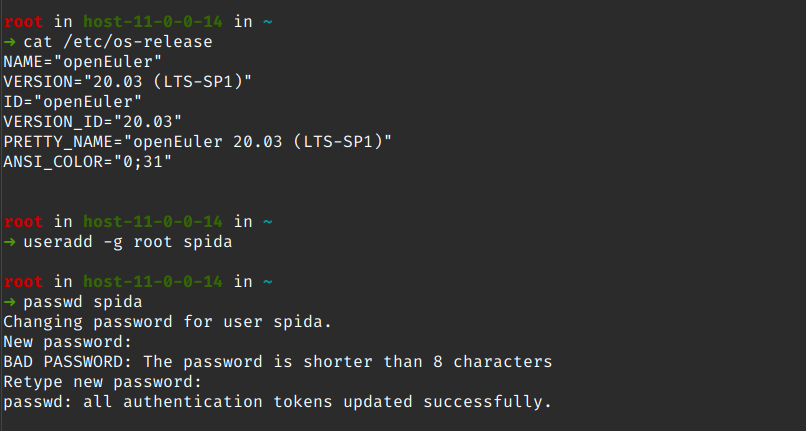 root in host-11-0-0-14 in ~
→ cat /etc/os-release
NAME="openEuler"
VERSION="20.03 (LTS-SP1)"
ID="openEuler"
VERSION_ID="20.03"
PRETTY_NAME="openEuler 20.03 (LTS-SP1)"
ANSI_COLOR="0;31"
root in host-11-0-0-14 in ~
→ useradd -g root spida
root in host-11-0-0-14 in ~
→ passwd spida
Changing password for user spida.
New password:
BAD PASSWORD: The password is shorter than 8 characters
Retype new password:
passwd: all authentication tokens updated successfully.